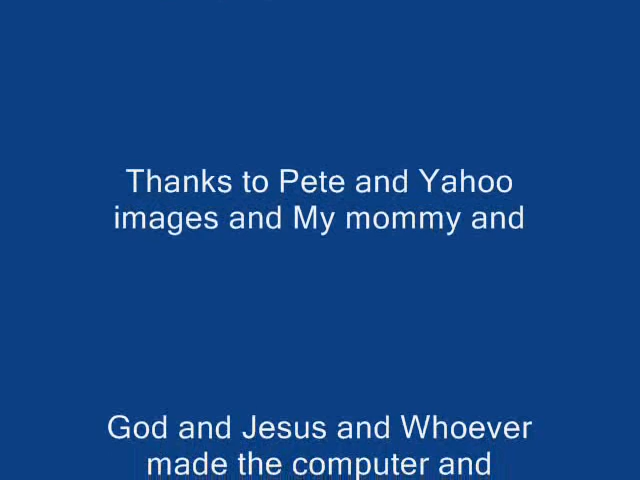 Thanks to Pete and Yahoo
images and My mommy and
God and Jesus and Whoever
made the computer and